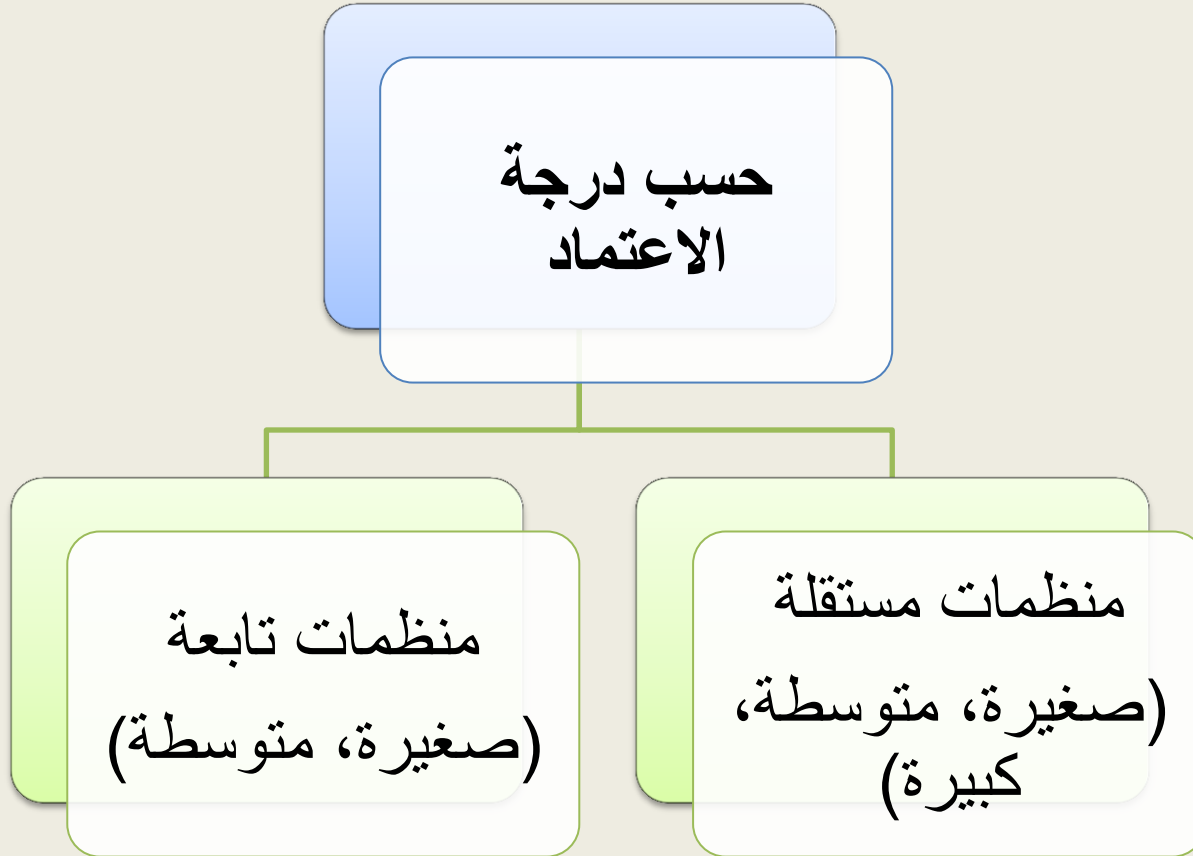 حسب درجة
الاعتماد
منظمات مستقلة
(صغيرة، متوسطة،
كبيرة)
منظمات تابعة
(صغيرة، متوسطة)